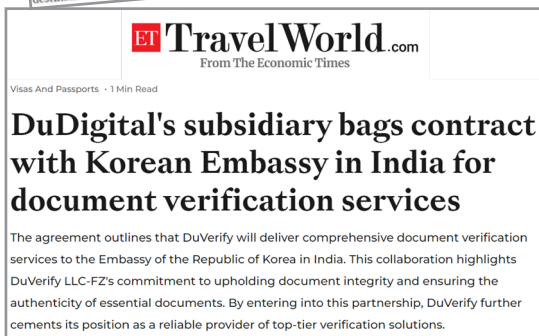 ET TravelWorld.com
From The Economic Times
Visas And Passports • 1 Min Read
DuDigital's subsidiary bags contract
with Korean Embassy in India for
document verification services
The agreement outlines that DuVerify will deliver comprehensive document verification
services to the Embassy of the Republic of Korea in India. This collaboration highlights
DuVerify LLC-FZ's commitment to upholding document integrity and ensuring the
authenticity of essential documents. By entering into this partnership, DuVerify further
cements its position as a reliable provider of top-tier verification solutions.